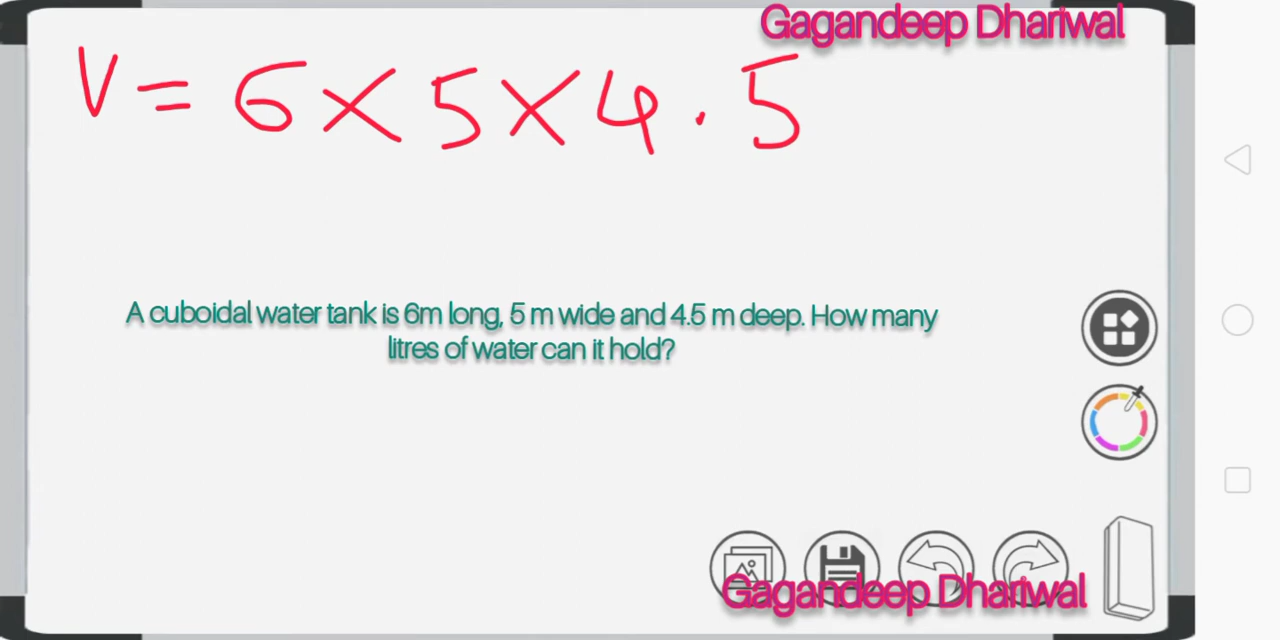 Gagandeep Dhariwal
V = 6 × 5 × 4.5
A cuboidal water tank is 6m long, 5 m wide and 4.5 m deep. How many
litres of water can it hold?
Gagandeep Dhariwal